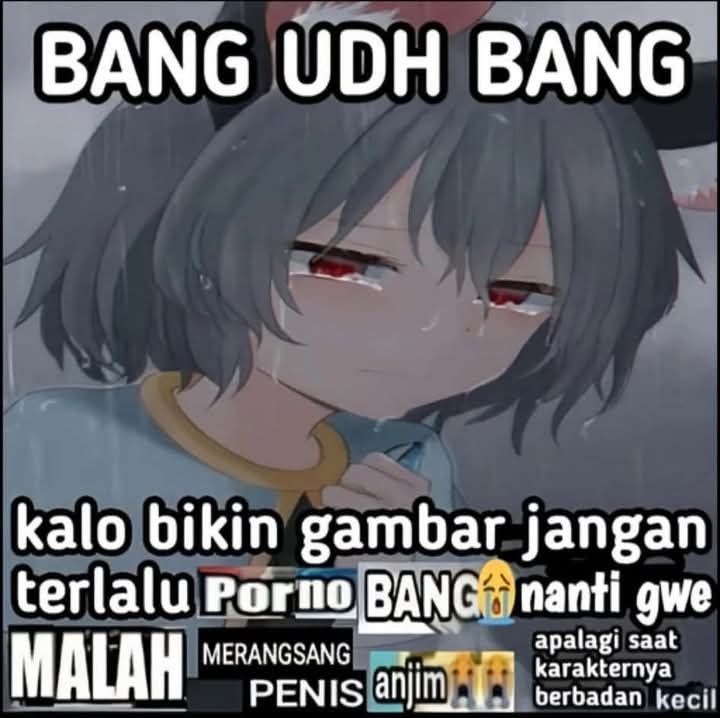 BANG UDH BANG
kalo bikin gambar jangan
terlalu Porno BANG😭 nanti gwe
MALAH MERANGSANG PENIS anjim😭😭 apalagi saat karakternya berbadan kecil